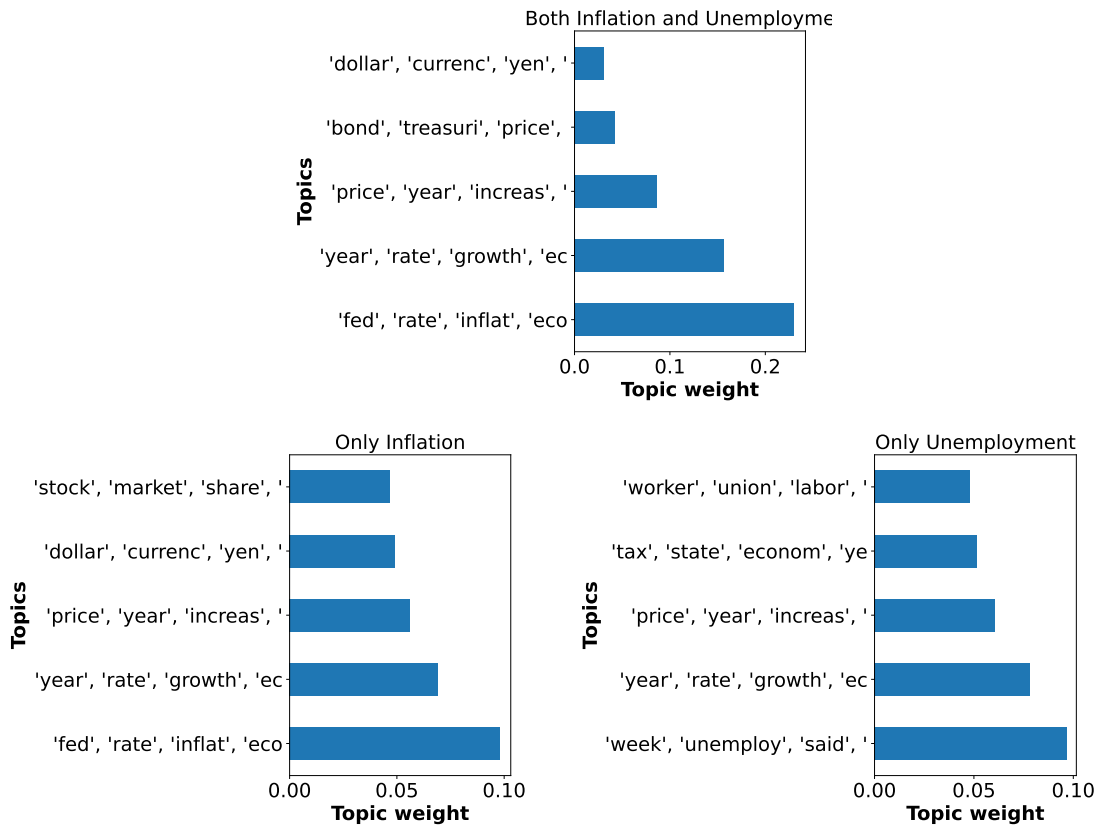 Both Inflation and Unemployme
'dollar', 'currenc', 'yen', '
'bond', 'treasuri', 'price',
'price', 'year', 'increas', '
'year', 'rate', 'growth', 'ec
'fed', 'rate', 'inflat', 'eco
Topics
0.0 0.1 0.2
Topic weight
Only Inflation
'stock', 'market', 'share', '
'dollar', 'currenc', 'yen', '
'price', 'year', 'increas', '
'year', 'rate', 'growth', 'ec
'fed', 'rate', 'inflat', 'eco
Topics
0.00 0.05 0.10
Topic weight
Only Unemployment
'worker', 'union', 'labor', '
'tax', 'state', 'econom', 'ye
'price', 'year', 'increas', '
'year', 'rate', 'growth', 'ec
'week', 'unemploy', 'said', '
Topics
0.00 0.05 0.10
Topic weight